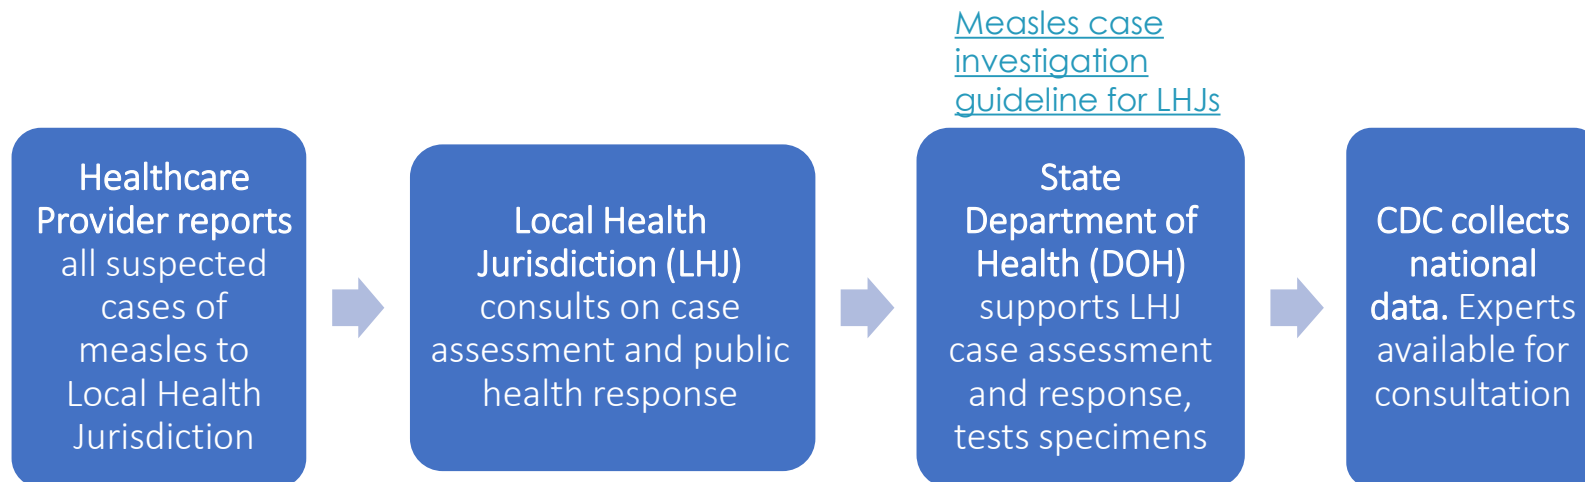 Measles case
investigation
guideline for LHJs
Healthcare
Provider reports
all suspected
cases of
measles to
Local Health
Jurisdiction
Local Health
Jurisdiction (LHJ)
consults on case
assessment and public
health response
State
Department of
Health (DOH)
supports LHJ
case assessment
and response,
tests specimens
CDC collects
national
data. Experts
available for
consultation